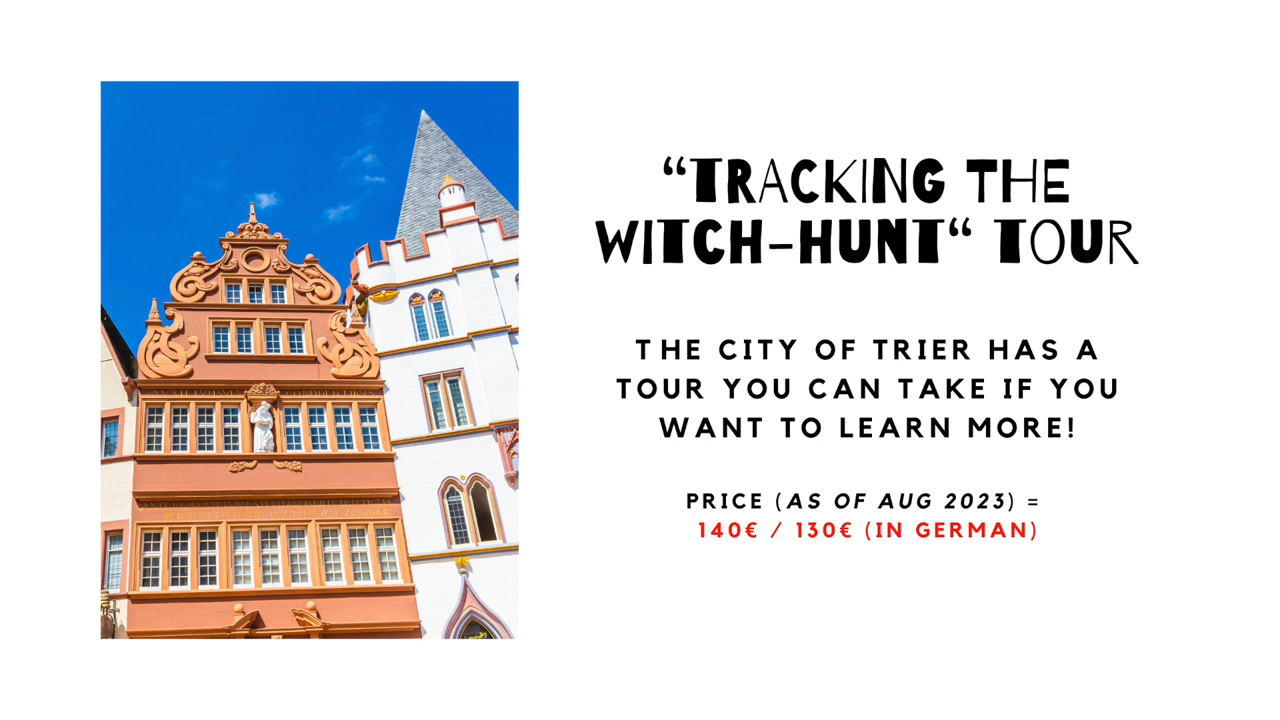 “TRACKING THE
WITCH-HUNT“ TOUR
THE CITY OF TRIER HAS A
TOUR YOU CAN TAKE IF YOU
WANT TO LEARN MORE!
PRICE (AS OF AUG 2023) =
140€ / 130€ (IN GERMAN)